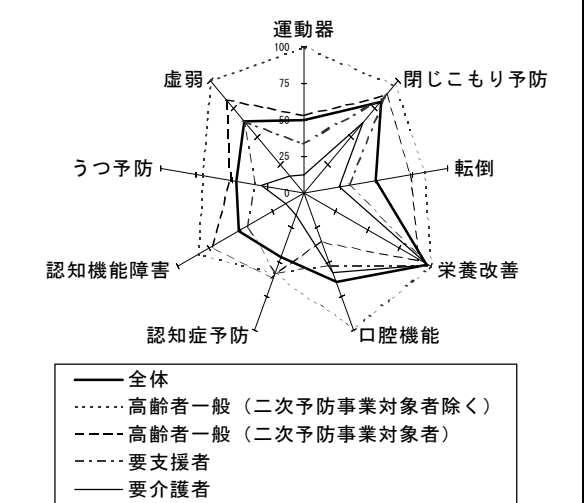 運動器
100
虚弱
閉じこもり予防
75
50
うつ予防
転倒
25
0
認知機能障害
栄養改善
認知症予防
口腔機能
全体
高齢者一般（二次予防事業対象者除く）
高齢者一般（二次予防事業対象者）
要支援者
要介護者